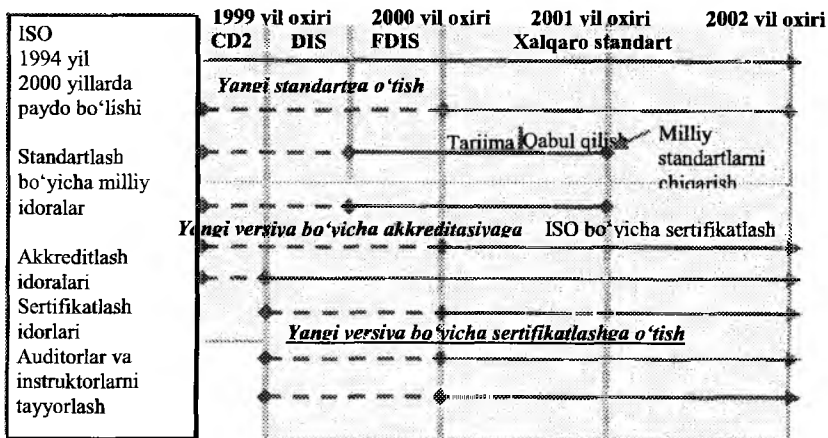 1999 yil oxiri 2000 yil oxiri 2001 yil oxiri 2002 yil oxiri
CD2 DIS FDIS Xalqaro standart
ISO
1994 yil
2000 yillarda
paydo bo‘lishi
Standartlash
bo‘yicha milliy
idoralar
Akkreditlash
idoralari
Sertifikatlash
idorlari
Auditorlar va
instruktorlarni
tayyorlash
Yangi standartga o‘tish
Tarjima Qabul qilish
Milliy
standartlarni
chiqarish
Yangi versiya bo‘yicha akkreditasiyaga
ISO bo‘yicha sertifikatlash
Yangi versiya bo‘yicha sertifikatlashga o‘tish